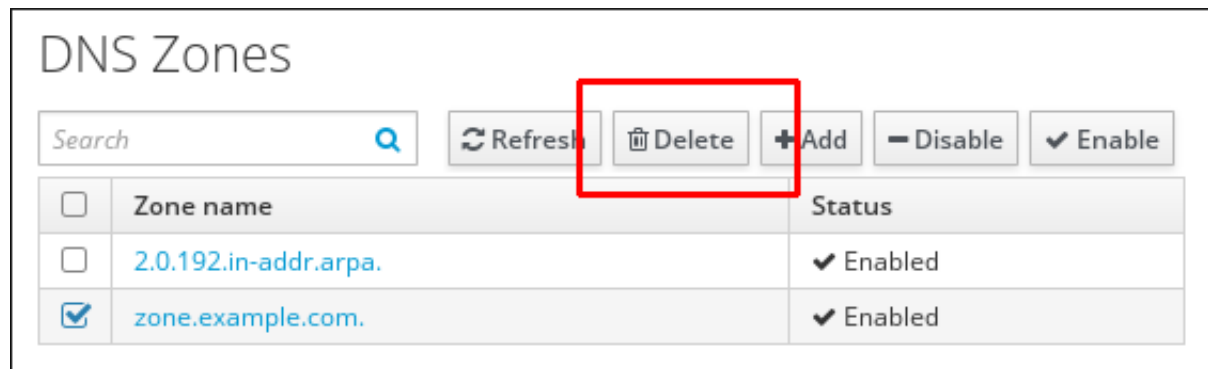 DNS Zones
Search Refresh Delete Add Disable Enable
Zone name Status
2.0.192.in-addr.arpa. Enabled
zone.example.com. Enabled